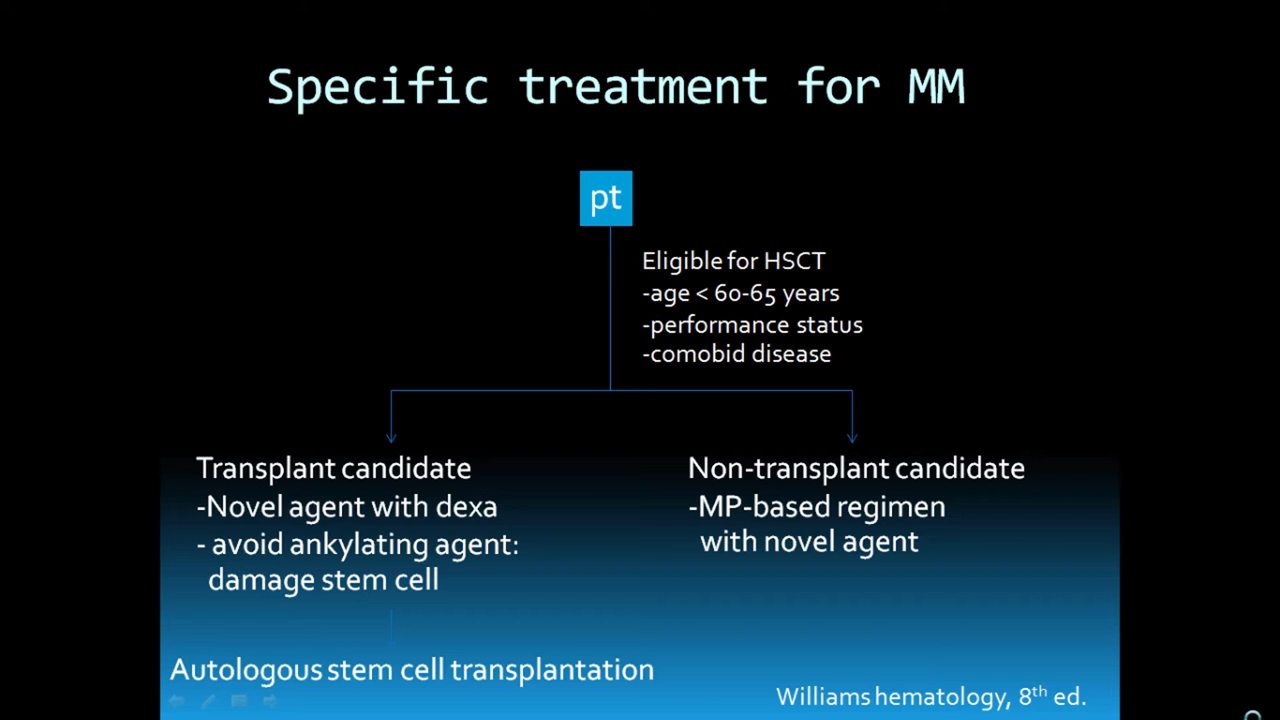 Specific treatment for MM
pt
Eligible for HSCT
-age < 60-65 years
-performance status
-comobid disease
Transplant candidate
-Novel agent with dexa
- avoid ankylating agent:
damage stem cell
Non-transplant candidate
-MP-based regimen
with novel agent
Autologous stem cell transplantation
Williams hematology, 8th ed.